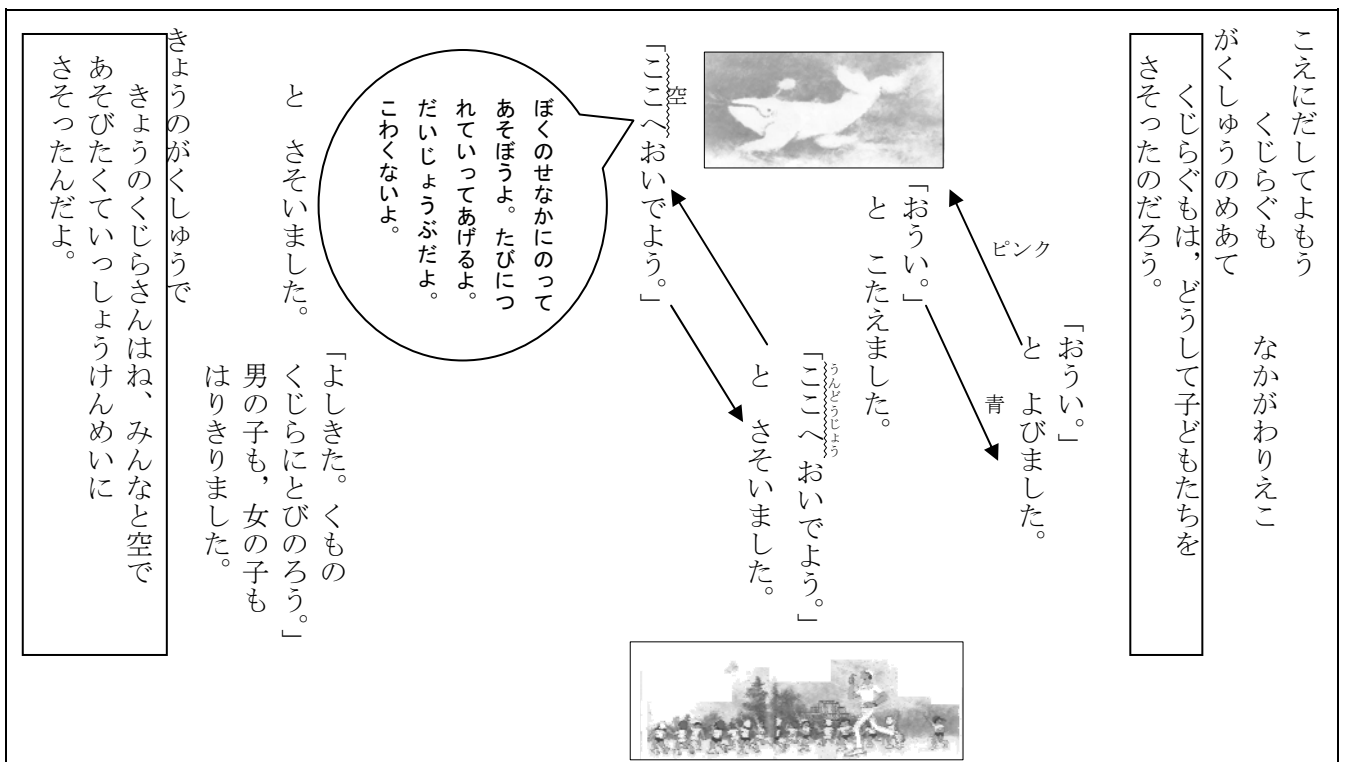 こえにだしてよもう
くじらぐも　なかがわりえこ
がくしゅうのめあて
くじらぐもは，どうして子どもたちを
さそったのだろう。
「おうい。」
と　よびました。
ピンク
青
「おうい。」
と　こたえました。
うんどうじょう
「ここへおいでよう。」
と　さそいました。
空
「ここへおいでよう。」
ぼくのせなかにのって
あそぼうよ。たびにつ
れていってあげるよ。
だいじょうぶだよ。
こわくないよ。
と　さそいました。
「よしきた。くもの
くじらにとびのろう。」
男の子も，女の子も
はりきりました。
きょうのがくしゅうで
きょうのくじらさんはね、みんなと空で
あそびたくていっしょうけんめいに
さそったんだよ。